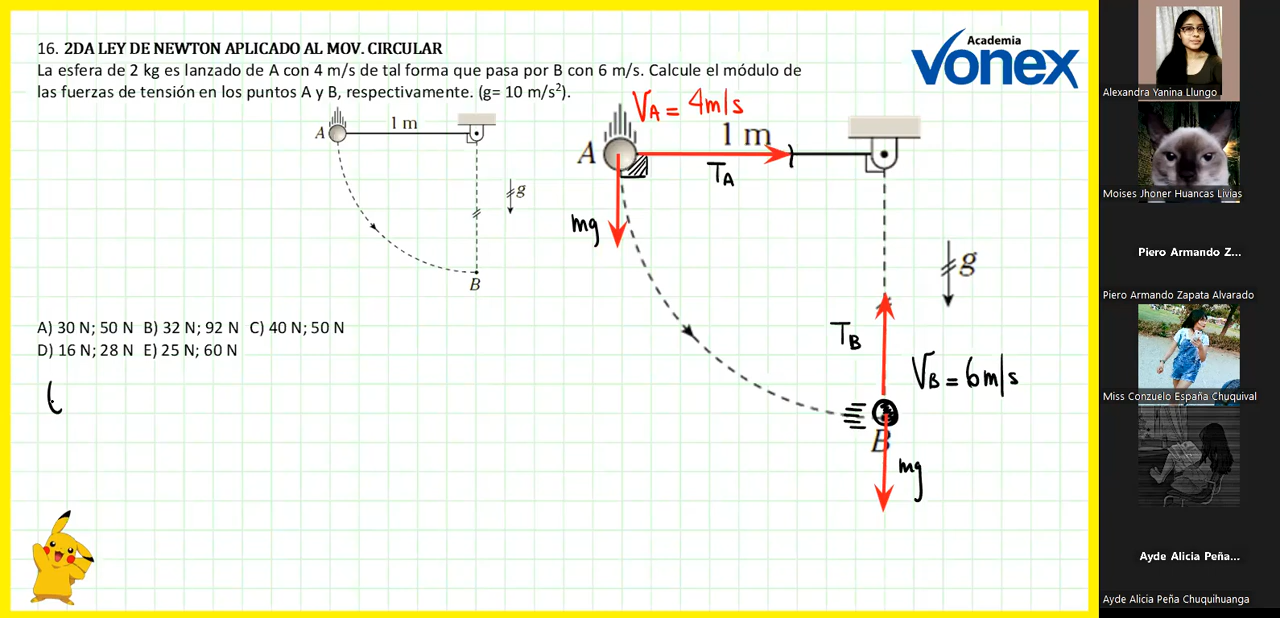 16. 2DA LEY DE NEWTON APLICADO AL MOV. CIRCULAR
La esfera de 2 kg es lanzado de A con 4 m/s de tal forma que pasa por B con 6 m/s. Calcule el módulo de
las fuerzas de tensión en los puntos A y B, respectivamente. (g= 10 m/s²).
Academia
vonex
A
1 m
g
B
A) 30 N; 50 N B) 32 N; 92 N C) 40 N; 50 N
D) 16 N; 28 N E) 25 N; 60 N
(
VA = 4m/s
A
1 m
TA
mg
g
TB
VB = 6m/s
B
mg
Alexandra Yanina Llungo
Moises Jhoner Huancas Livias
Piero Armando Z...
Piero Armando Zapata Alvarado
Miss Conzuelo España Chuquival
Ayde Alicia Peña...
Ayde Alicia Peña Chuquihuanga